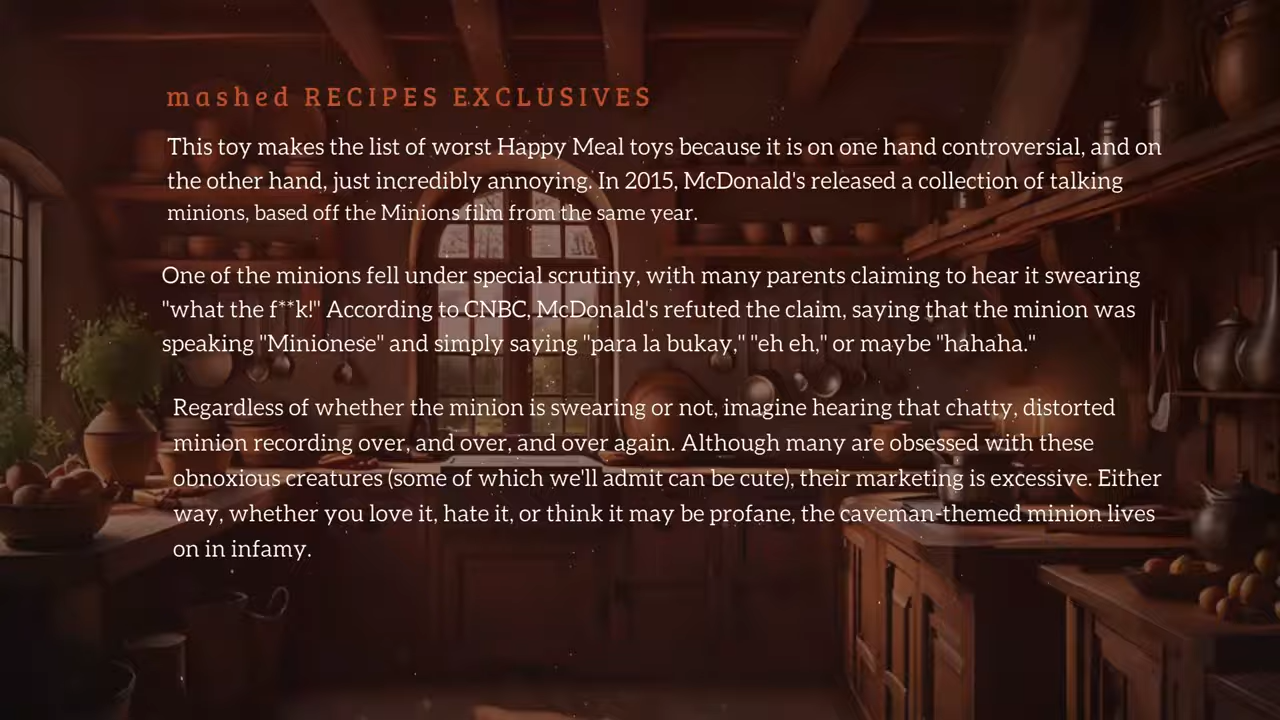 mashed RECIPES EXCLUSIVES
This toy makes the list of worst Happy Meal toys because it is on one hand controversial, and on
the other hand, just incredibly annoying. In 2015, McDonald's released a collection of talking
minions, based off the Minions film from the same year.
One of the minions fell under special scrutiny, with many parents claiming to hear it swearing
"what the f**k!" According to CNBC, McDonald's refuted the claim, saying that the minion was
speaking "Minionese" and simply saying "para la bukay," "eh eh," or maybe "hahaha."
Regardless of whether the minion is swearing or not, imagine hearing that chatty, distorted
minion recording over, and over, and over again. Although many are obsessed with these
obnoxious creatures (some of which we'll admit can be cute), their marketing is excessive. Either
way, whether you love it, hate it, or think it may be profane, the caveman-themed minion lives
on in infamy.